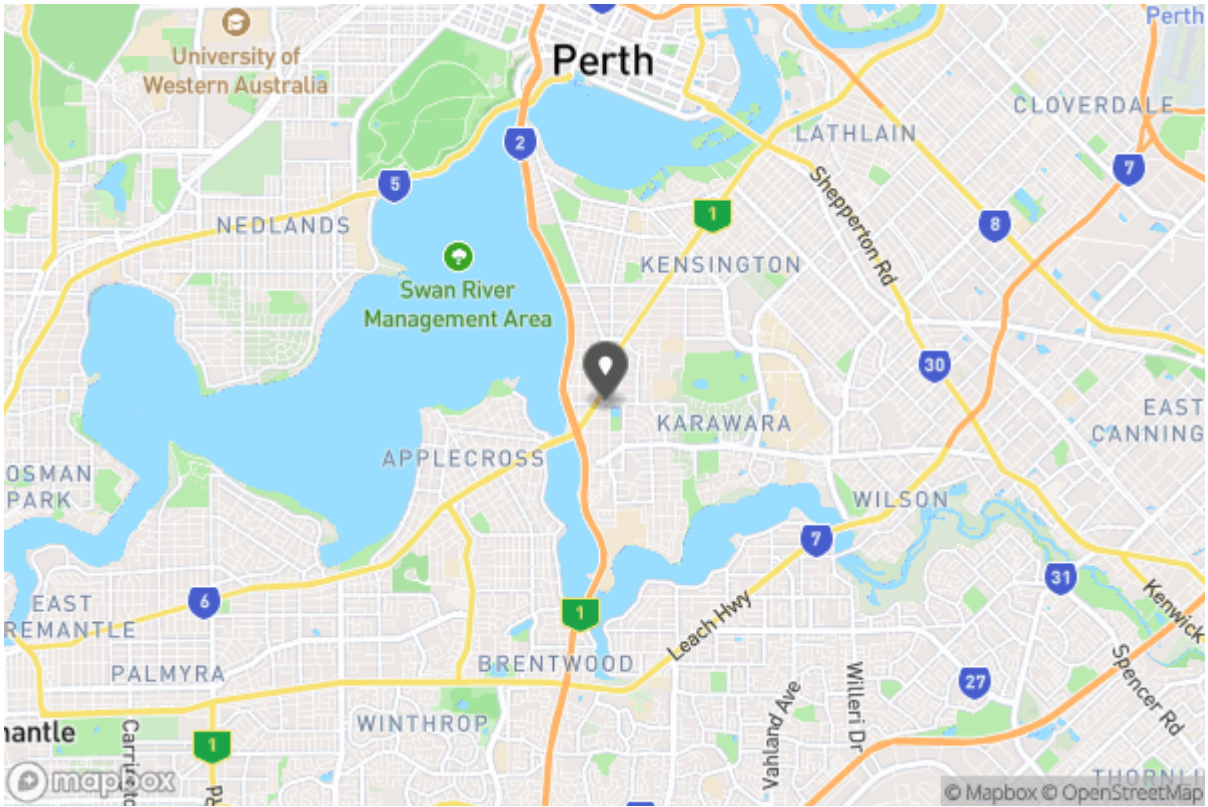 University of
Western Australia
Perth
Perth
CLOVERDALE
LATHLAIN
2
7
5
Shepperton Rd
NEDLANDS
1
8
KENSINGTON
Swan River
Management Area
30
KARAWARA
EAST
CANNING
APPLECROSS
OSMAN
PARK
WILSON
7
31
6
EAST
REMANTLE
1
Leach Hwy
Kenwick
BRENTWOOD
PALMYRA
27
Spencer Rd
Willeri Dr
Vahland Ave
WINTHROP
mantle
1
THORNLI
mapbox
© Mapbox © OpenStreetMap